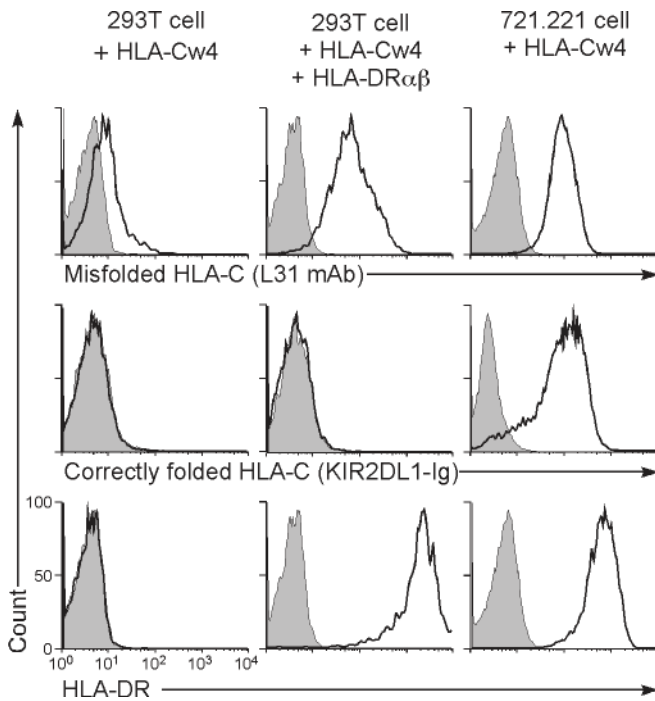 293T cell
+ HLA-Cw4
293T cell
+ HLA-Cw4
+ HLA-DRαβ
721.221 cell
+ HLA-Cw4
Misfolded HLA-C (L31 mAb)
Correctly folded HLA-C (KIR2DL1-Ig)
Count
100
50
0
10⁰ 10¹ 10² 10³ 10⁴
HLA-DR